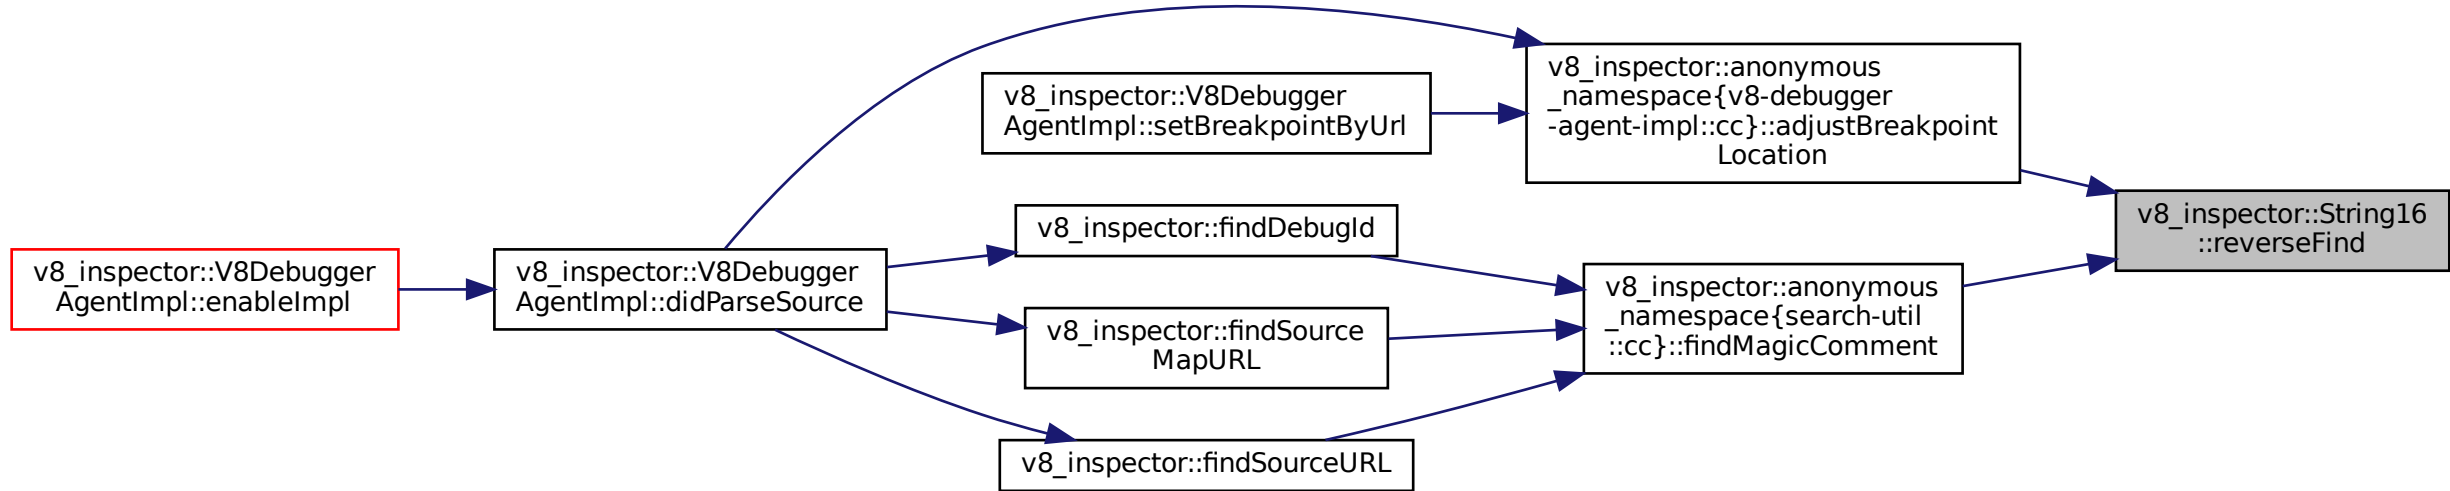 v8_inspector::V8Debugger
AgentImpl::enableImpl
v8_inspector::V8Debugger
AgentImpl::didParseSource
v8_inspector::V8Debugger
AgentImpl::setBreakpointByUrl
v8_inspector::findDebugId
v8_inspector::findSource
MapURL
v8_inspector::findSourceURL
v8_inspector::anonymous
_namespace{v8-debugger
-agent-impl::cc}::adjustBreakpoint
Location
v8_inspector::anonymous
_namespace{search-util
::cc}::findMagicComment
v8_inspector::String16
::reverseFind